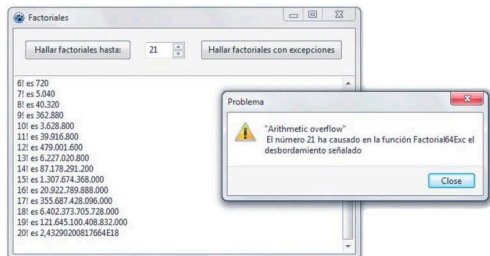 Factoriales
Hallar factoriales hasta:
21
Hallar factoriales con excepciones
6! es 720
7! es 5.040
8! es 40.320
9! es 362.880
10! es 3.628.800
11! es 39.916.800
12! es 479.001.600
13! es 6.227.020.800
14! es 87.178.291.200
15! es 1.307.674.368.000
16! es 20.922.789.888.000
17! es 355.687.428.096.000
18! es 6.402.373.705.728.000
19! es 121.645.100.408.832.000
20! es 2,43290200817664E18
Problema
"Arithmetic overflow"
El número 21 ha causado en la función Factorial64Exc el
desbordamiento señalado
Close